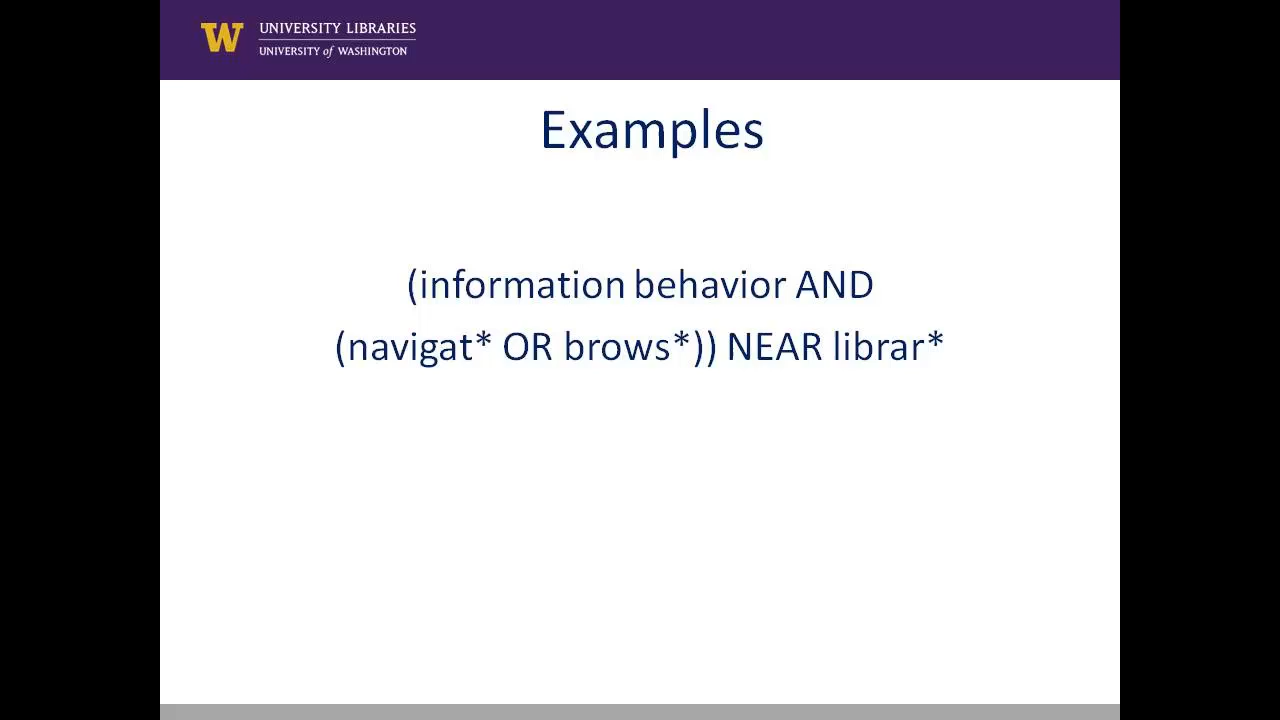 W
UNIVERSITY LIBRARIES
UNIVERSITY of WASHINGTON
Examples
(information behavior AND
(navigat* OR brows*)) NEAR librar*